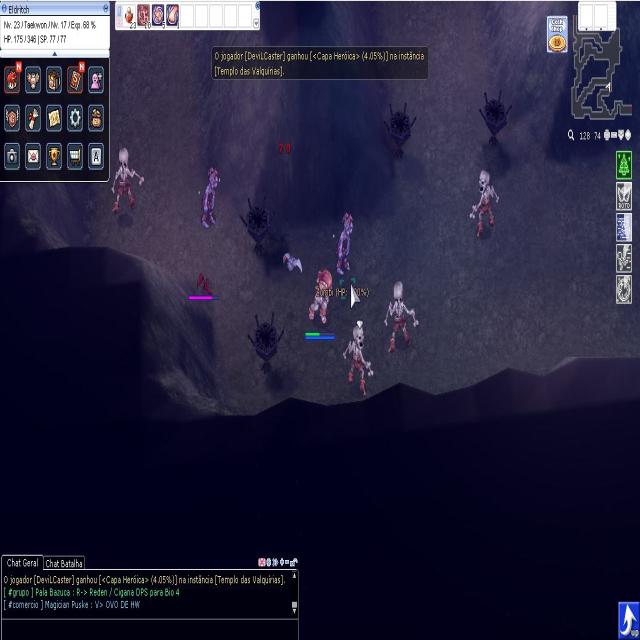 Eldritch
Nv. 23 / Taekwon / Nv. 17 / Exp. 68 %
HP. 175 / 346 | SP. 77 / 77
23
O jogador [DeviLCaster] ganhou [<Capa Heróica> (4.05%)] na instância
[Templo das Valquírias].
128 74
Chat Geral Chat Batalha
O jogador [DeviLCaster] ganhou [<Capa Heróica> (4.05%)] na instância [Templo das Valquírias].
[ #grupo ] Pala Bazuca : R-> Reden / Cigana DPS para Bio 4
[ #comercio ] Magician Puske : V> OVO DE HW